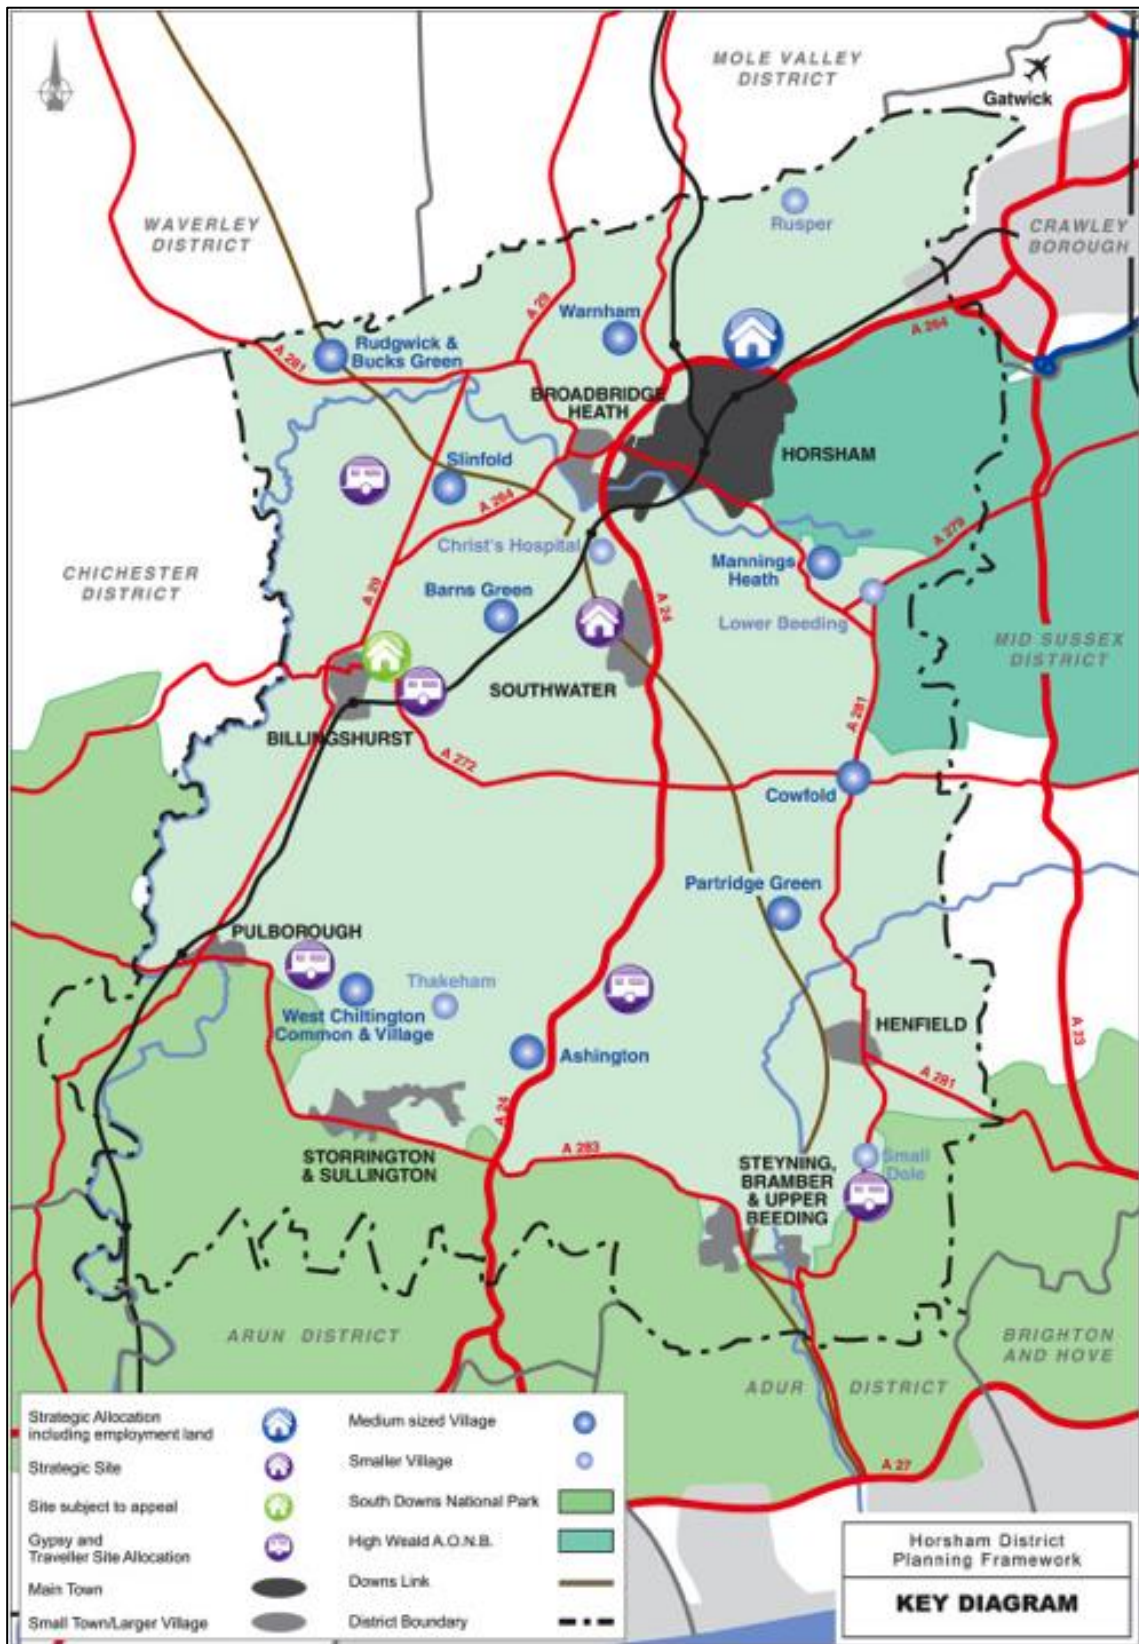 MOLE VALLEY
DISTRICT
Gatwick
WAVERLEY
DISTRICT
Rusper
CRAWLEY
BOROUGH
A 29
Warnham
A 264
Rudgwick &
Bucks Green
A 281
BROADBRIDGE
HEATH
HORSHAM
Slinfold
A 264
A 279
Christ's Hospital
Mannings
Heath
CHICHESTER
DISTRICT
A 29
Barns Green
A 24
Lower Beeding
MID SUSSEX
DISTRICT
SOUTHWATER
A 281
BILLINGSHURST
A 272
Cowfold
Partridge Green
PULBOROUGH
Thakeham
West Chiltington
Common & Village
HENFIELD
A 23
Ashington
A 281
A 24
A 283
STORRINGTON
& SULLINGTON
STEYNING,
BRAMBER
& UPPER
BEEDING
Small
Dole
ARUN DISTRICT
BRIGHTON
AND HOVE
ADUR DISTRICT
A 27
Strategic Allocation
including employment land
Strategic Site
Site subject to appeal
Gypsy and
Traveller Site Allocation
Main Town
Small Town/Larger Village
Medium sized Village
Smaller Village
South Downs National Park
High Weald A.O.N.B.
Downs Link
District Boundary
Horsham District
Planning Framework
KEY DIAGRAM